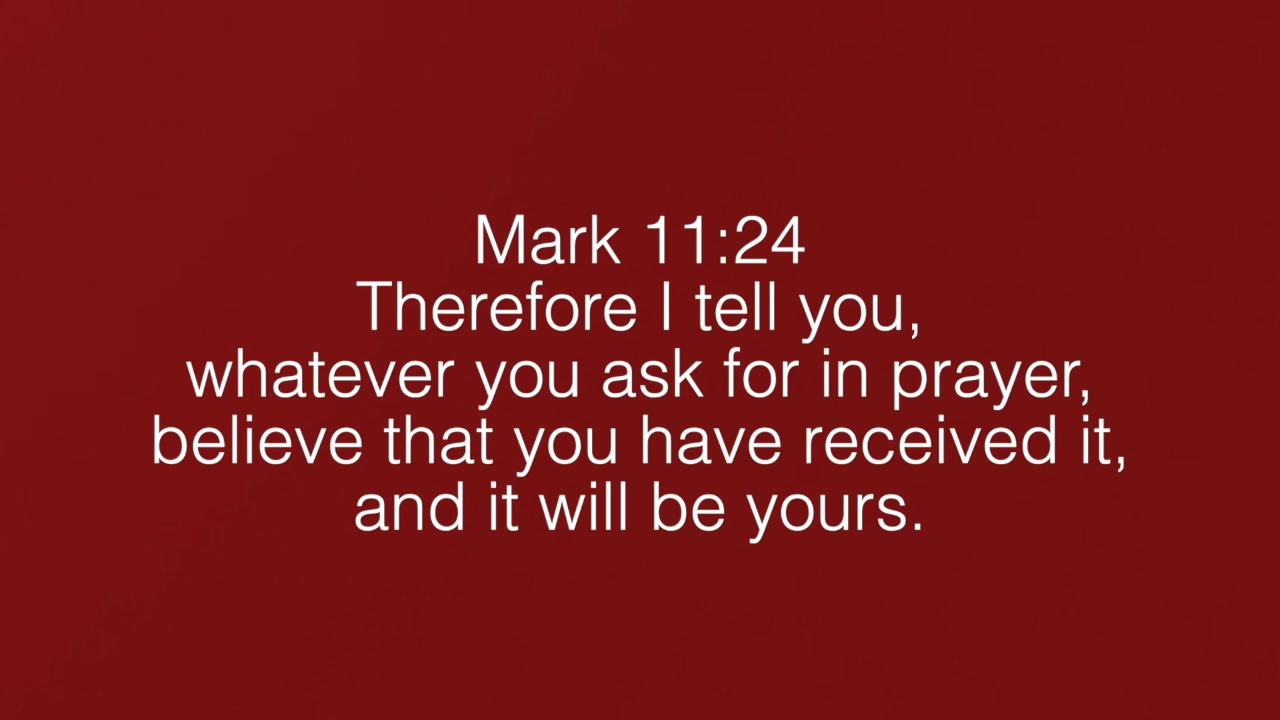 Mark 11:24
Therefore I tell you,
whatever you ask for in prayer,
believe that you have received it,
and it will be yours.